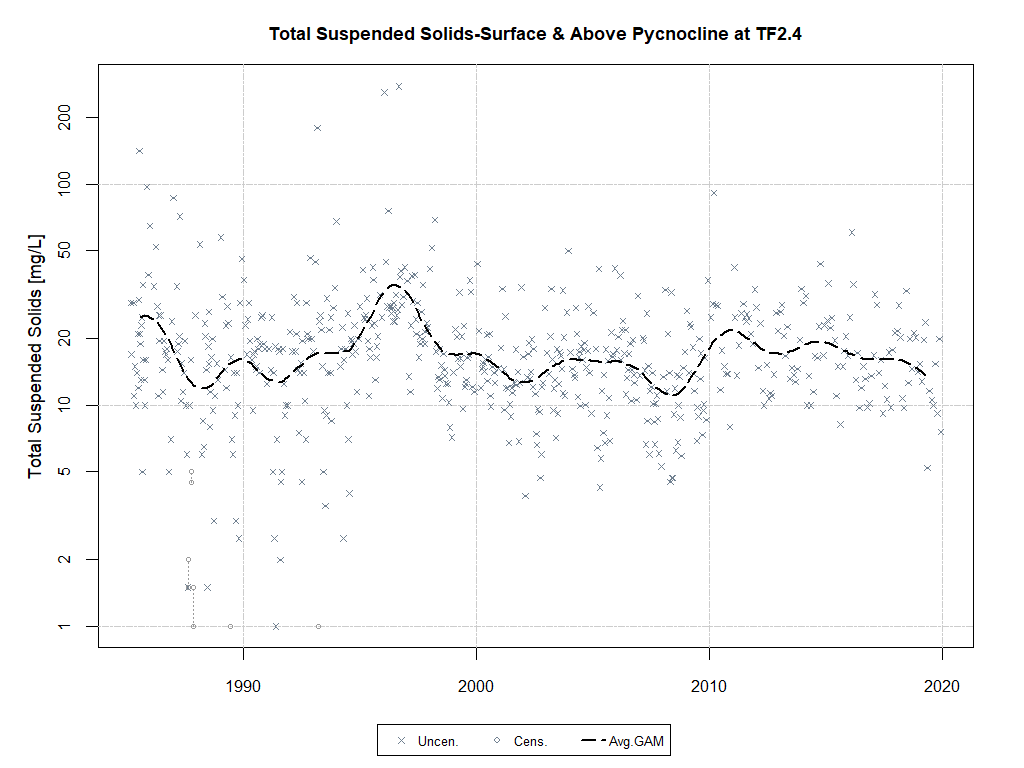 Total Suspended Solids-Surface & Above Pycnocline at TF2.4
Total Suspended Solids [mg/L]
200
100
50
20
10
5
2
1
1990 2000 2010 2020
Uncen. Cens. Avg.GAM